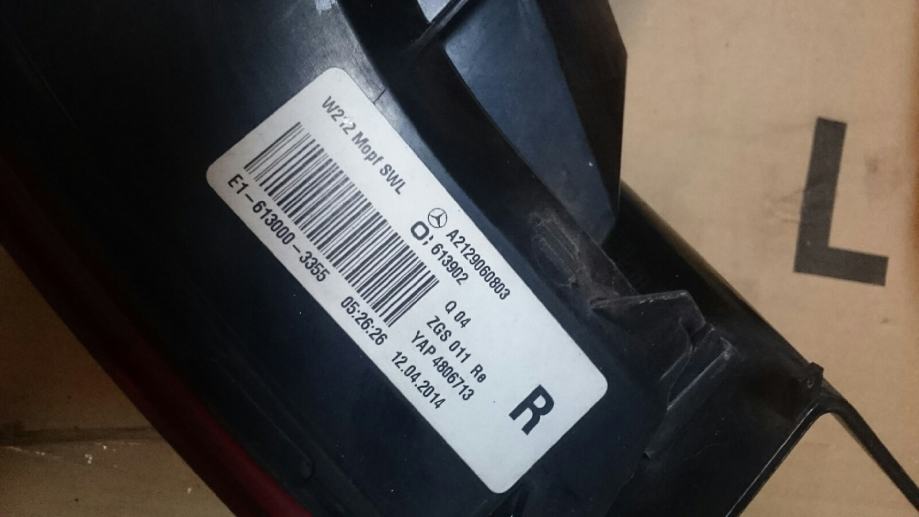 W212 Mopf SWL
A2129060803
613902
E1-613000-3355
Q 04
ZGS 011 Re
YAP 4806713
05:26:26 12.04.2014
R
L